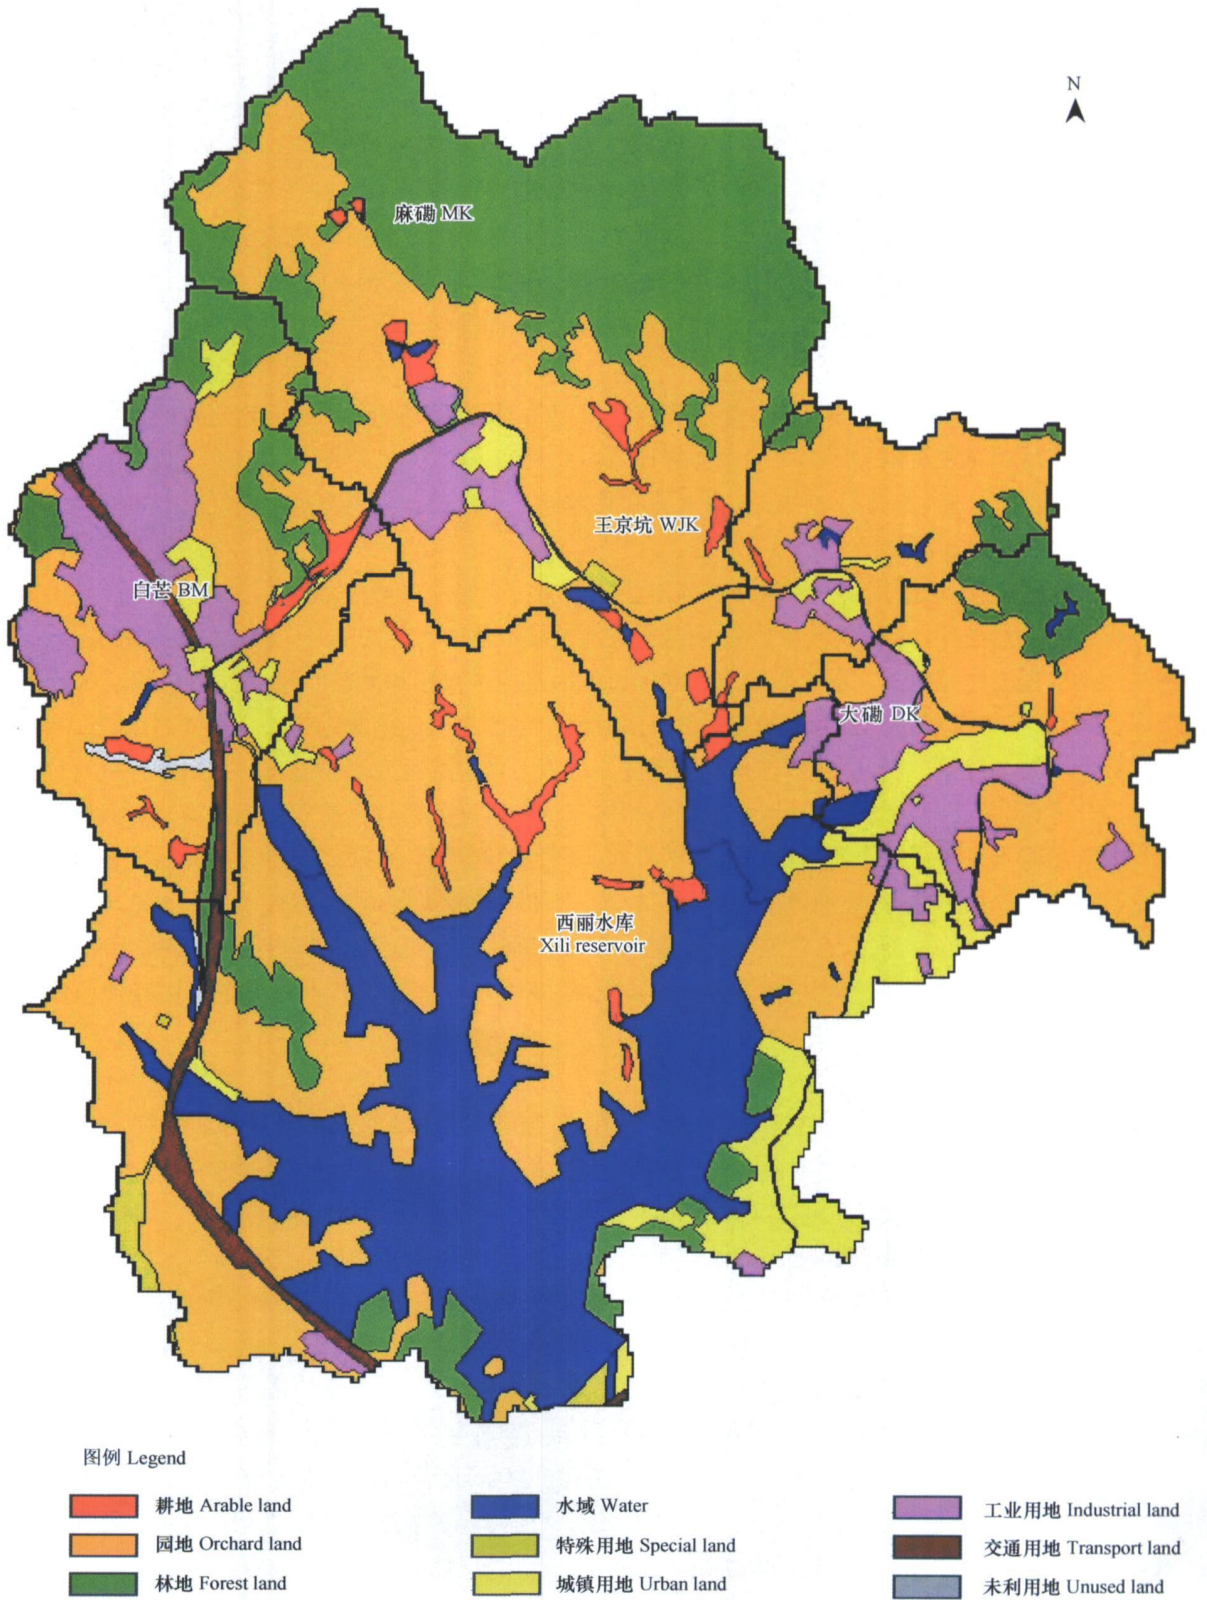 N
麻磡 MK
王京坑 WJK
白芒 BM
大磡 DK
西丽水库
Xili reservoir
图例 Legend
耕地 Arable land
水域 Water
工业用地 Industrial land
园地 Orchard land
特殊用地 Special land
交通用地 Transport land
林地 Forest land
城镇用地 Urban land
未利用地 Unused land